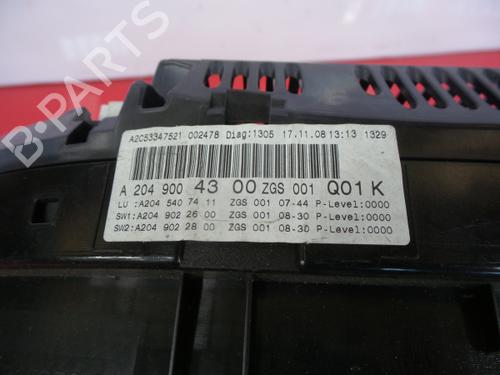 B-PARTS
A2C53347521 002478 Diag:1305 17.11.08 13:13 1329
A 204 900 43 00 ZGS 001 Q01 K
LU :A204 540 74 11 ZGS 001 07-44 P-Level:0000
SW1:A204 902 26 00 ZGS 001 08-30 P-Level:0000
SW2:A204 902 28 00 ZGS 001 08-30 P-Level:0000